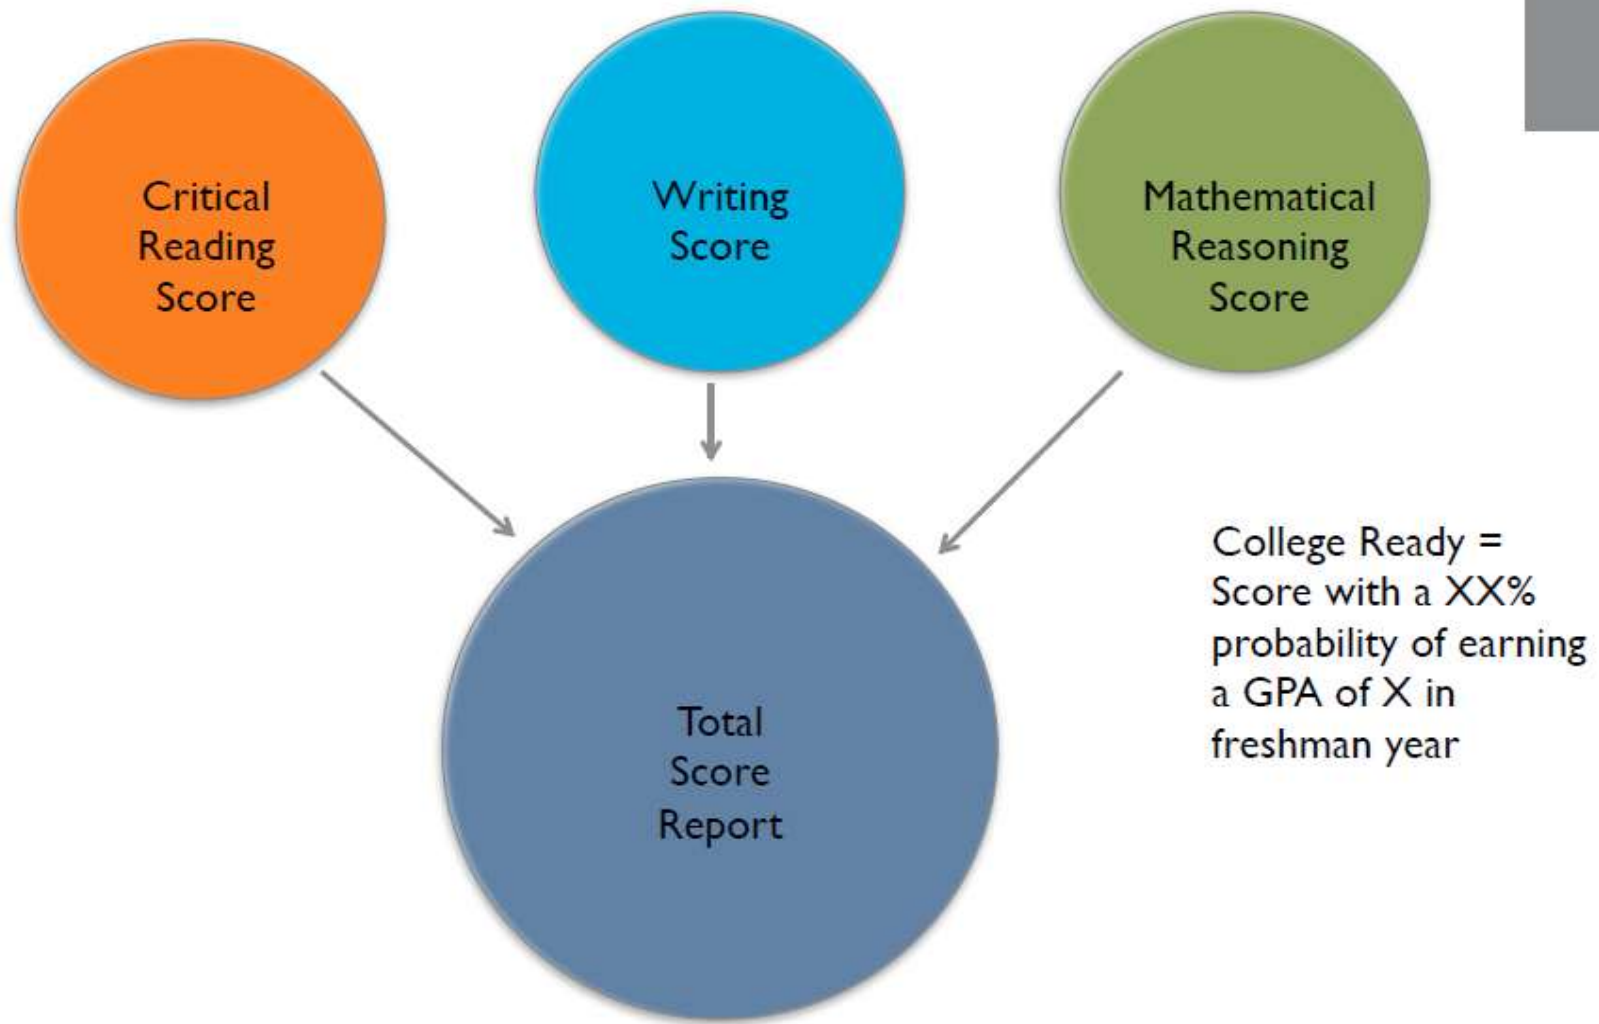 Critical
Reading
Score
Writing
Score
Mathematical
Reasoning
Score
Total
Score
Report
College Ready =
Score with a XX%
probability of earning
a GPA of X in
freshman year